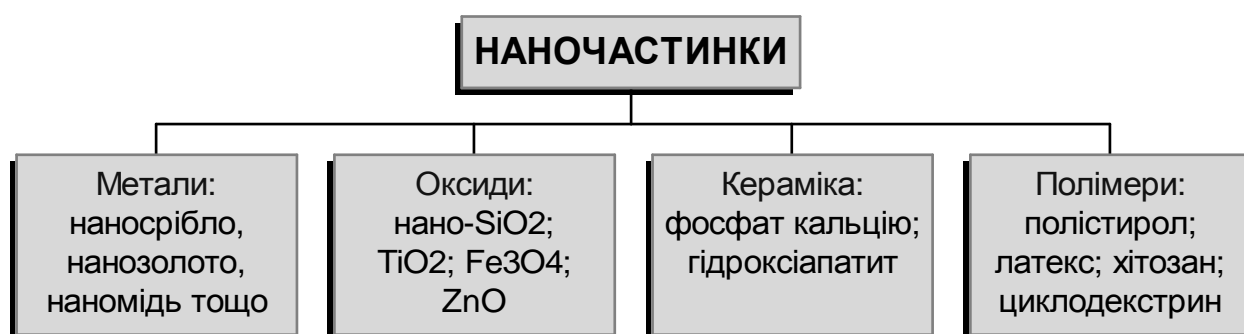 НАНОЧАСТИНКИ
Метали:
наносрібло,
нанозолото,
наномідь тощо
Оксиди:
нано-SiO2;
TiO2; Fe3O4;
ZnO
Кераміка:
фосфат кальцію;
гідроксіапатит
Полімери:
полістирол;
латекс; хітозан;
циклодекстрин